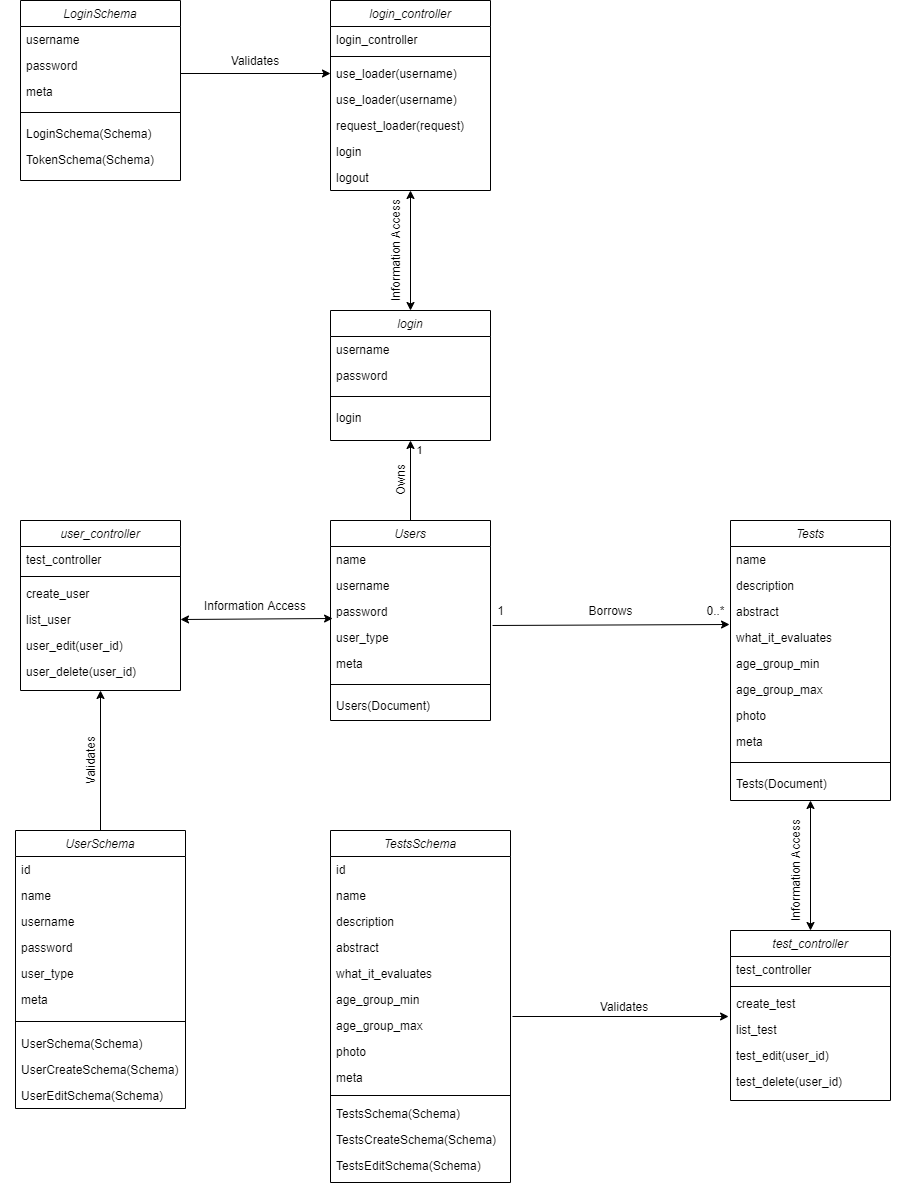 LoginSchema
username
password
meta
LoginSchema(Schema)
TokenSchema(Schema)
Validates
login_controller
login_controller
use_loader(username)
use_loader(username)
request_loader(request)
login
logout
Information Access
login
username
password
login
1
Owns
user_controller
test_controller
create_user
list_user
user_edit(user_id)
user_delete(user_id)
Information Access
Users
name
username
password
user_type
meta
Users(Document)
1
Borrows
0..*
Tests
name
description
abstract
what_it_evaluates
age_group_min
age_group_max
photo
meta
Tests(Document)
Validates
Information Access
UserSchema
id
name
username
password
user_type
meta
UserSchema(Schema)
UserCreateSchema(Schema)
UserEditSchema(Schema)
TestsSchema
id
name
description
abstract
what_it_evaluates
age_group_min
age_group_max
photo
meta
TestsSchema(Schema)
TestsCreateSchema(Schema)
TestsEditSchema(Schema)
Validates
test_controller
test_controller
create_test
list_test
test_edit(user_id)
test_delete(user_id)